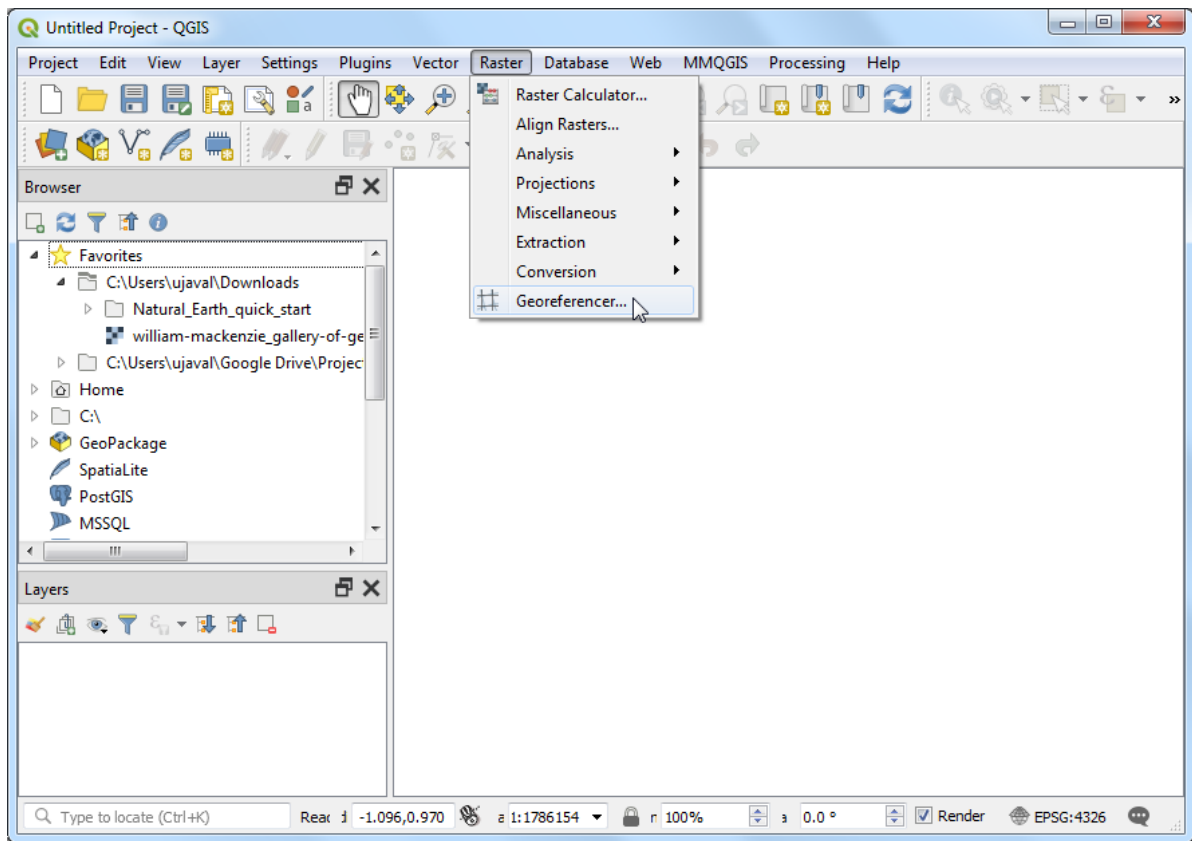 Untitled Project - QGIS
Project Edit View Layer Settings Plugins Vector Raster Database Web MMQGIS Processing Help
Raster Calculator...
Align Rasters...
Analysis
Projections
Miscellaneous
Extraction
Conversion
Georeferencer...
Browser
Favorites
C:\Users\ujaval\Downloads
Natural_Earth_quick_start
william-mackenzie_gallery-of-ge
C:\Users\ujaval\Google Drive\Projec
Home
C:\
GeoPackage
SpatiaLite
PostGIS
MSSQL
Layers
Type to locate (Ctrl+K) -1.096,0.970 1:1786154 100% 0.0 ° Render EPSG:4326